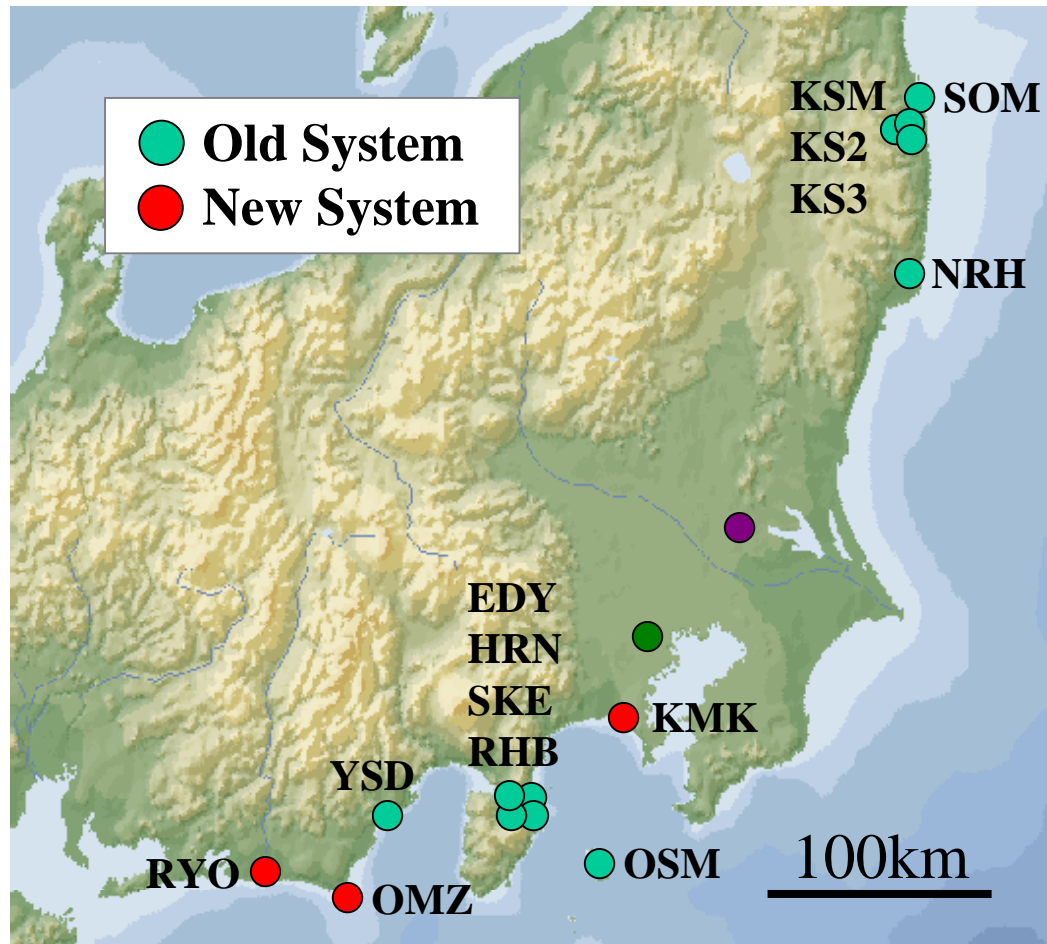 KSM
SOM
KS2
KS3
Old System
New System
NRH
EDY
HRN
SKE
RHB
KMK
YSD
OSM
100km
RYO
OMZ